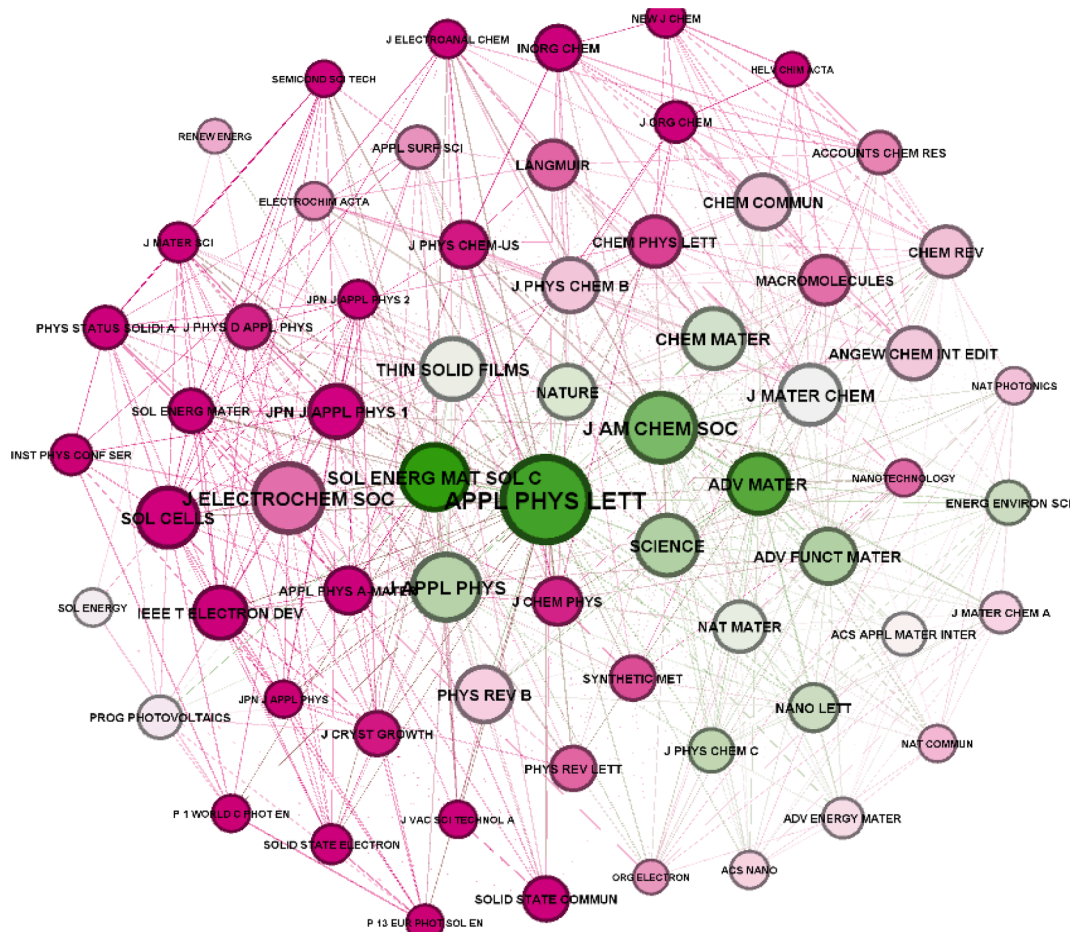 NEW J CHEM
J ELECTROANAL CHEM
INORG CHEM
HELV CHIM ACTA
SEMICOND SCI TECH
J ORG CHEM
RENEW ENERG
APPL SURF SCI
ACCOUNTS CHEM RES
LANGMUIR
ELECTROCHIM ACTA
CHEM COMMUN
J MATER SCI
J PHYS CHEM-US
CHEM PHYS LETT
CHEM REV
J PHYS CHEM B
MACROMOLECULES
JPN J APPL PHYS 2
PHYS STATUS SOLIDI A
J PHYS D APPL PHYS
CHEM MATER
ANGEW CHEM INT EDIT
THIN SOLID FILMS
NATURE
J MATER CHEM
NAT PHOTONICS
SOL ENERG MATER
JPN J APPL PHYS 1
J AM CHEM SOC
INST PHYS CONF SER
SOL ENERG MAT SOL C
NANOTECHNOLOGY
ADV MATER
J ELECTROCHEM SOC
APPL PHYS LETT
ENERG ENVIRON SCI
SOL CELLS
SCIENCE
ADV FUNCT MATER
APPL PHYS A-MATER
J APPL PHYS
J CHEM PHYS
SOL ENERGY
IEEE T ELECTRON DEV
NAT MATER
ACS APPL MATER INTER
J MATER CHEM A
SYNTHETIC MET
PHYS REV B
JPN J APPL PHYS
NANO LETT
PROG PHOTOVOLTAICS
J CRYST GROWTH
J PHYS CHEM C
NAT COMMUN
PHYS REV LETT
P 1 WORLD C PHOT EN
J VAC SCI TECHNOL A
ADV ENERGY MATER
SOLID STATE ELECTRON
ORG ELECTRON
ACS NANO
SOLID STATE COMMUN
P 13 EUR PHOT SOL EN